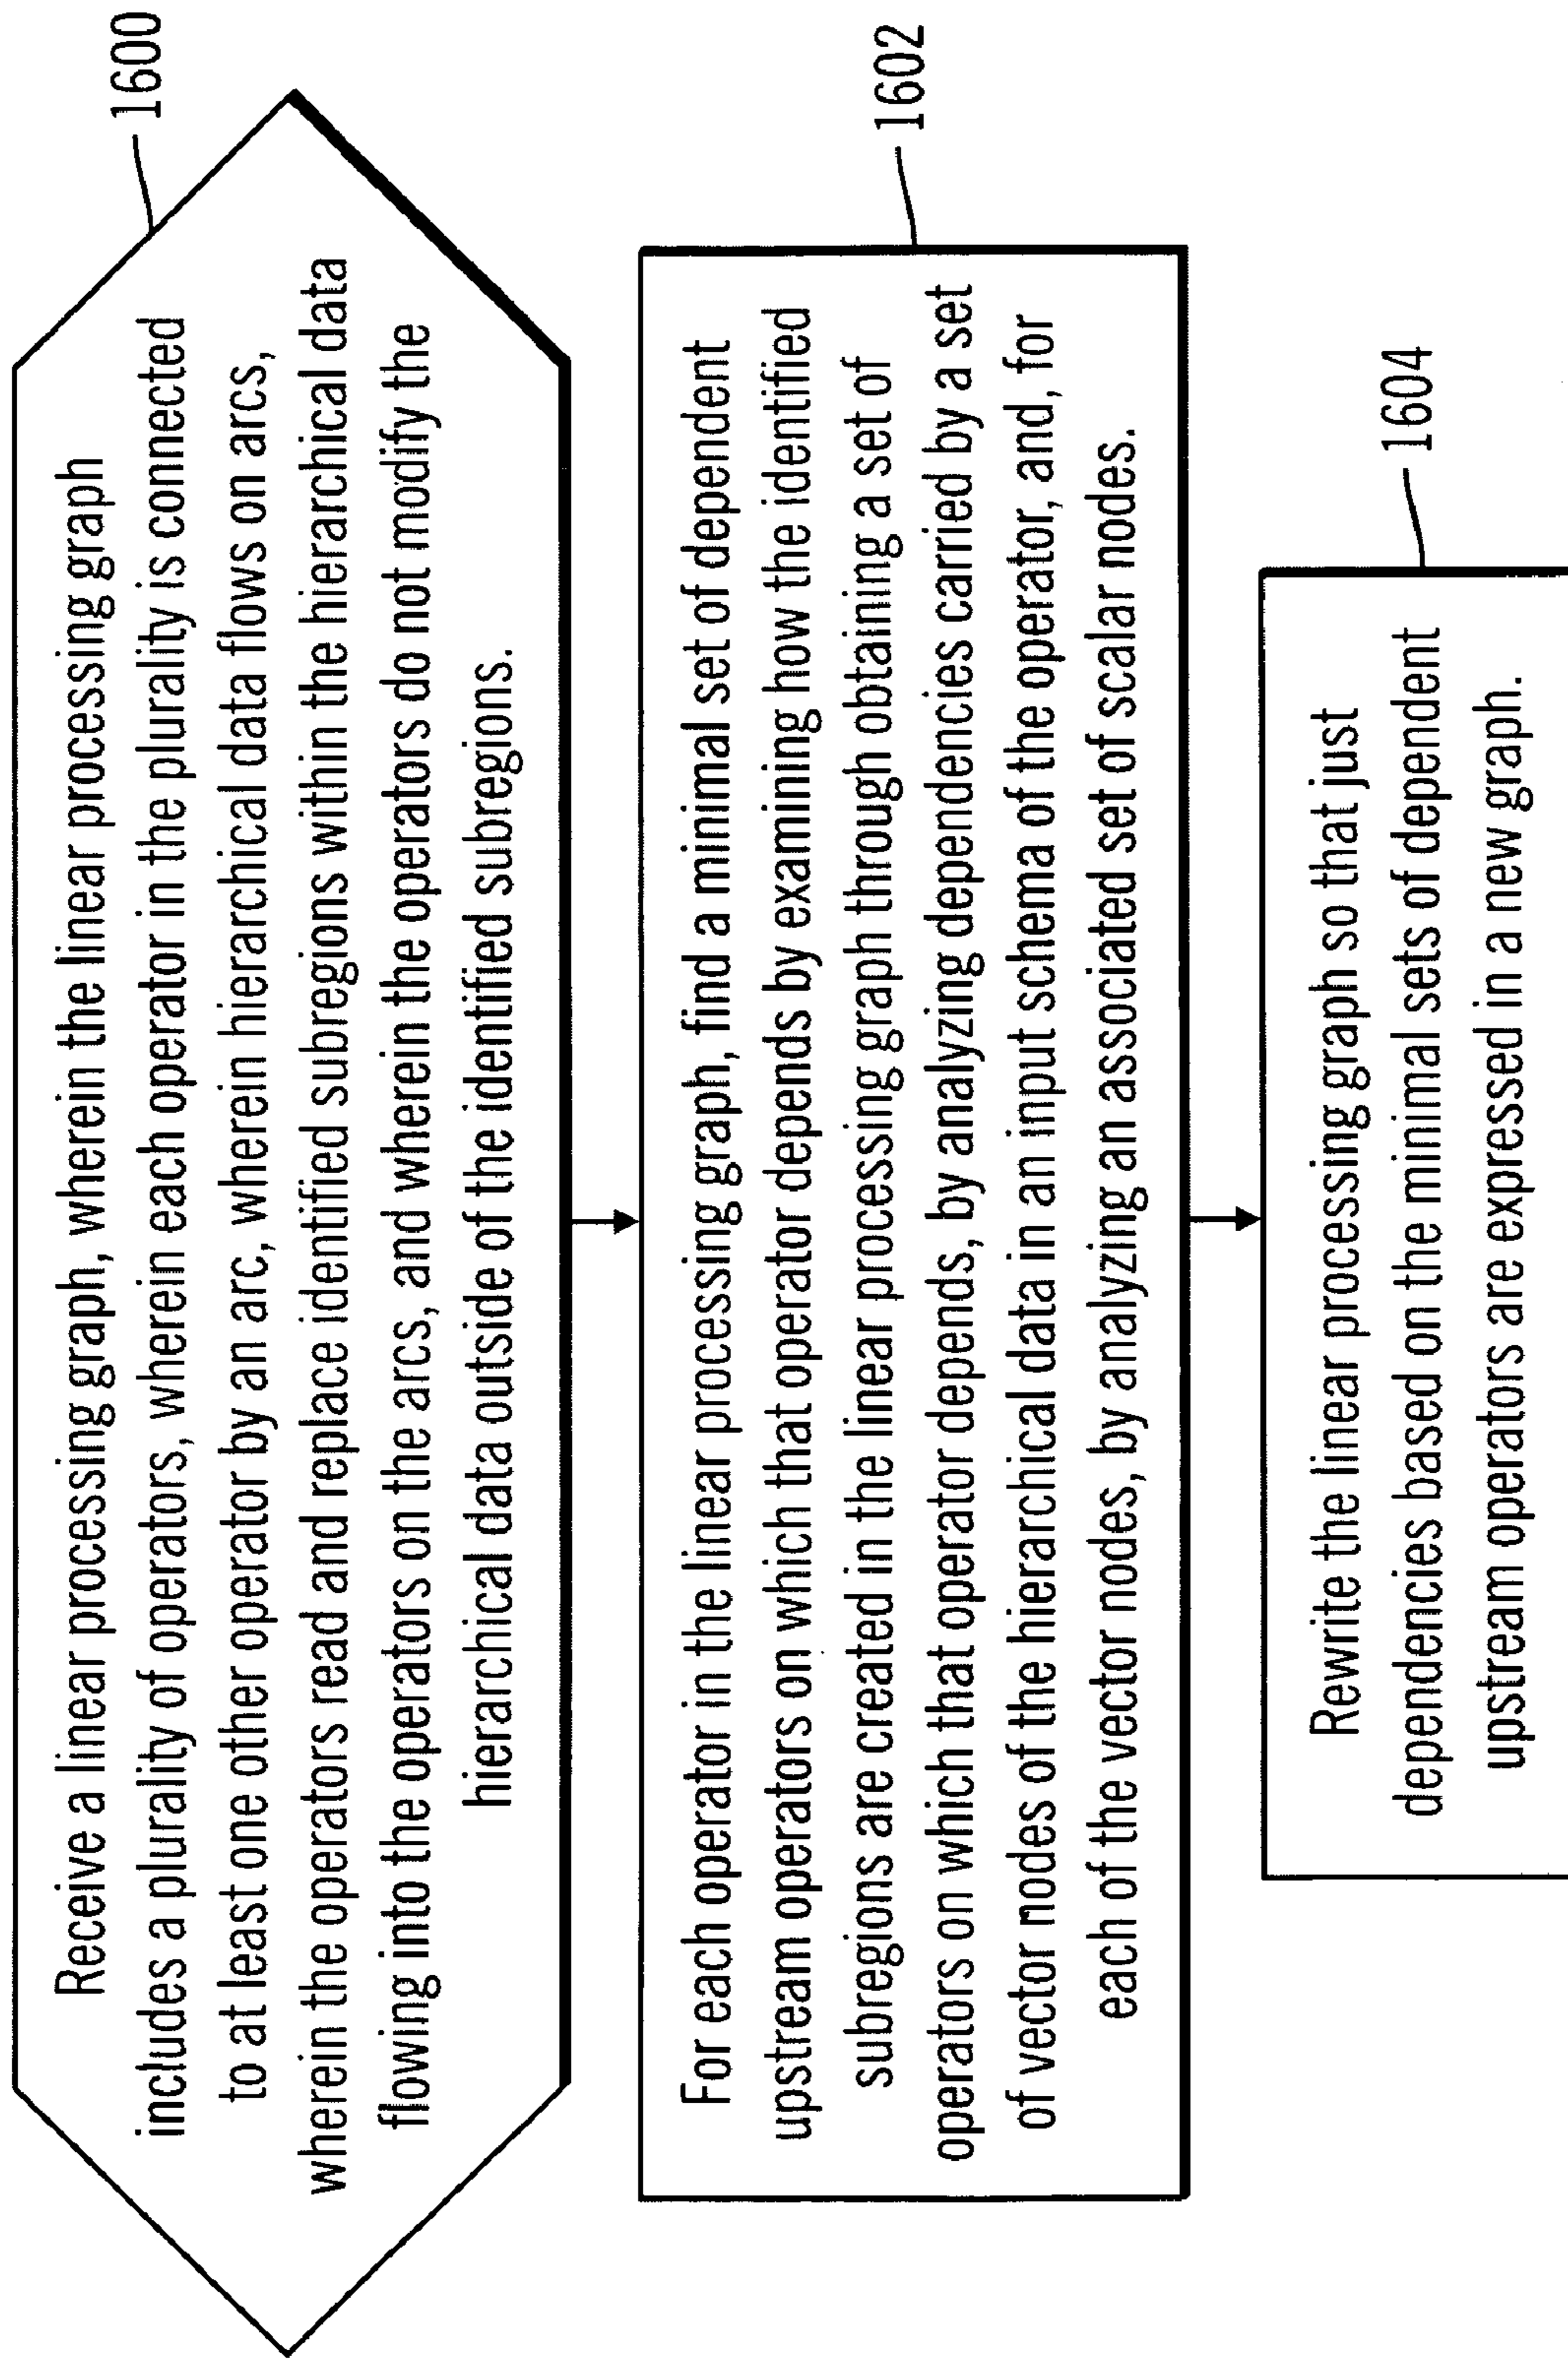 Receive a linear processing graph, wherein the linear processing graph
includes a plurality of operators, wherein each operator in the plurality is connected
to at least one other operator by an arc, wherein hierarchical data flows on arcs,
wherein the operators read and replace identified subregions within the hierarchical data
flowing into the operators on the arcs, and wherein the operators do not modify the
hierarchical data outside of the identified subregions.
1600
For each operator in the linear processing graph, find a minimal set of dependent
upstream operators on which that operator depends by examining how the identified
subregions are created in the linear processing graph through obtaining a set of
operators on which that operator depends, by analyzing dependencies carried by a set
of vector nodes of the hierarchical data in an input schema of the operator, and, for
each of the vector nodes, by analyzing an associated set of scalar nodes.
1602
Rewrite the linear processing graph so that just
dependencies based on the minimal sets of dependent
upstream operators are expressed in a new graph.
1604